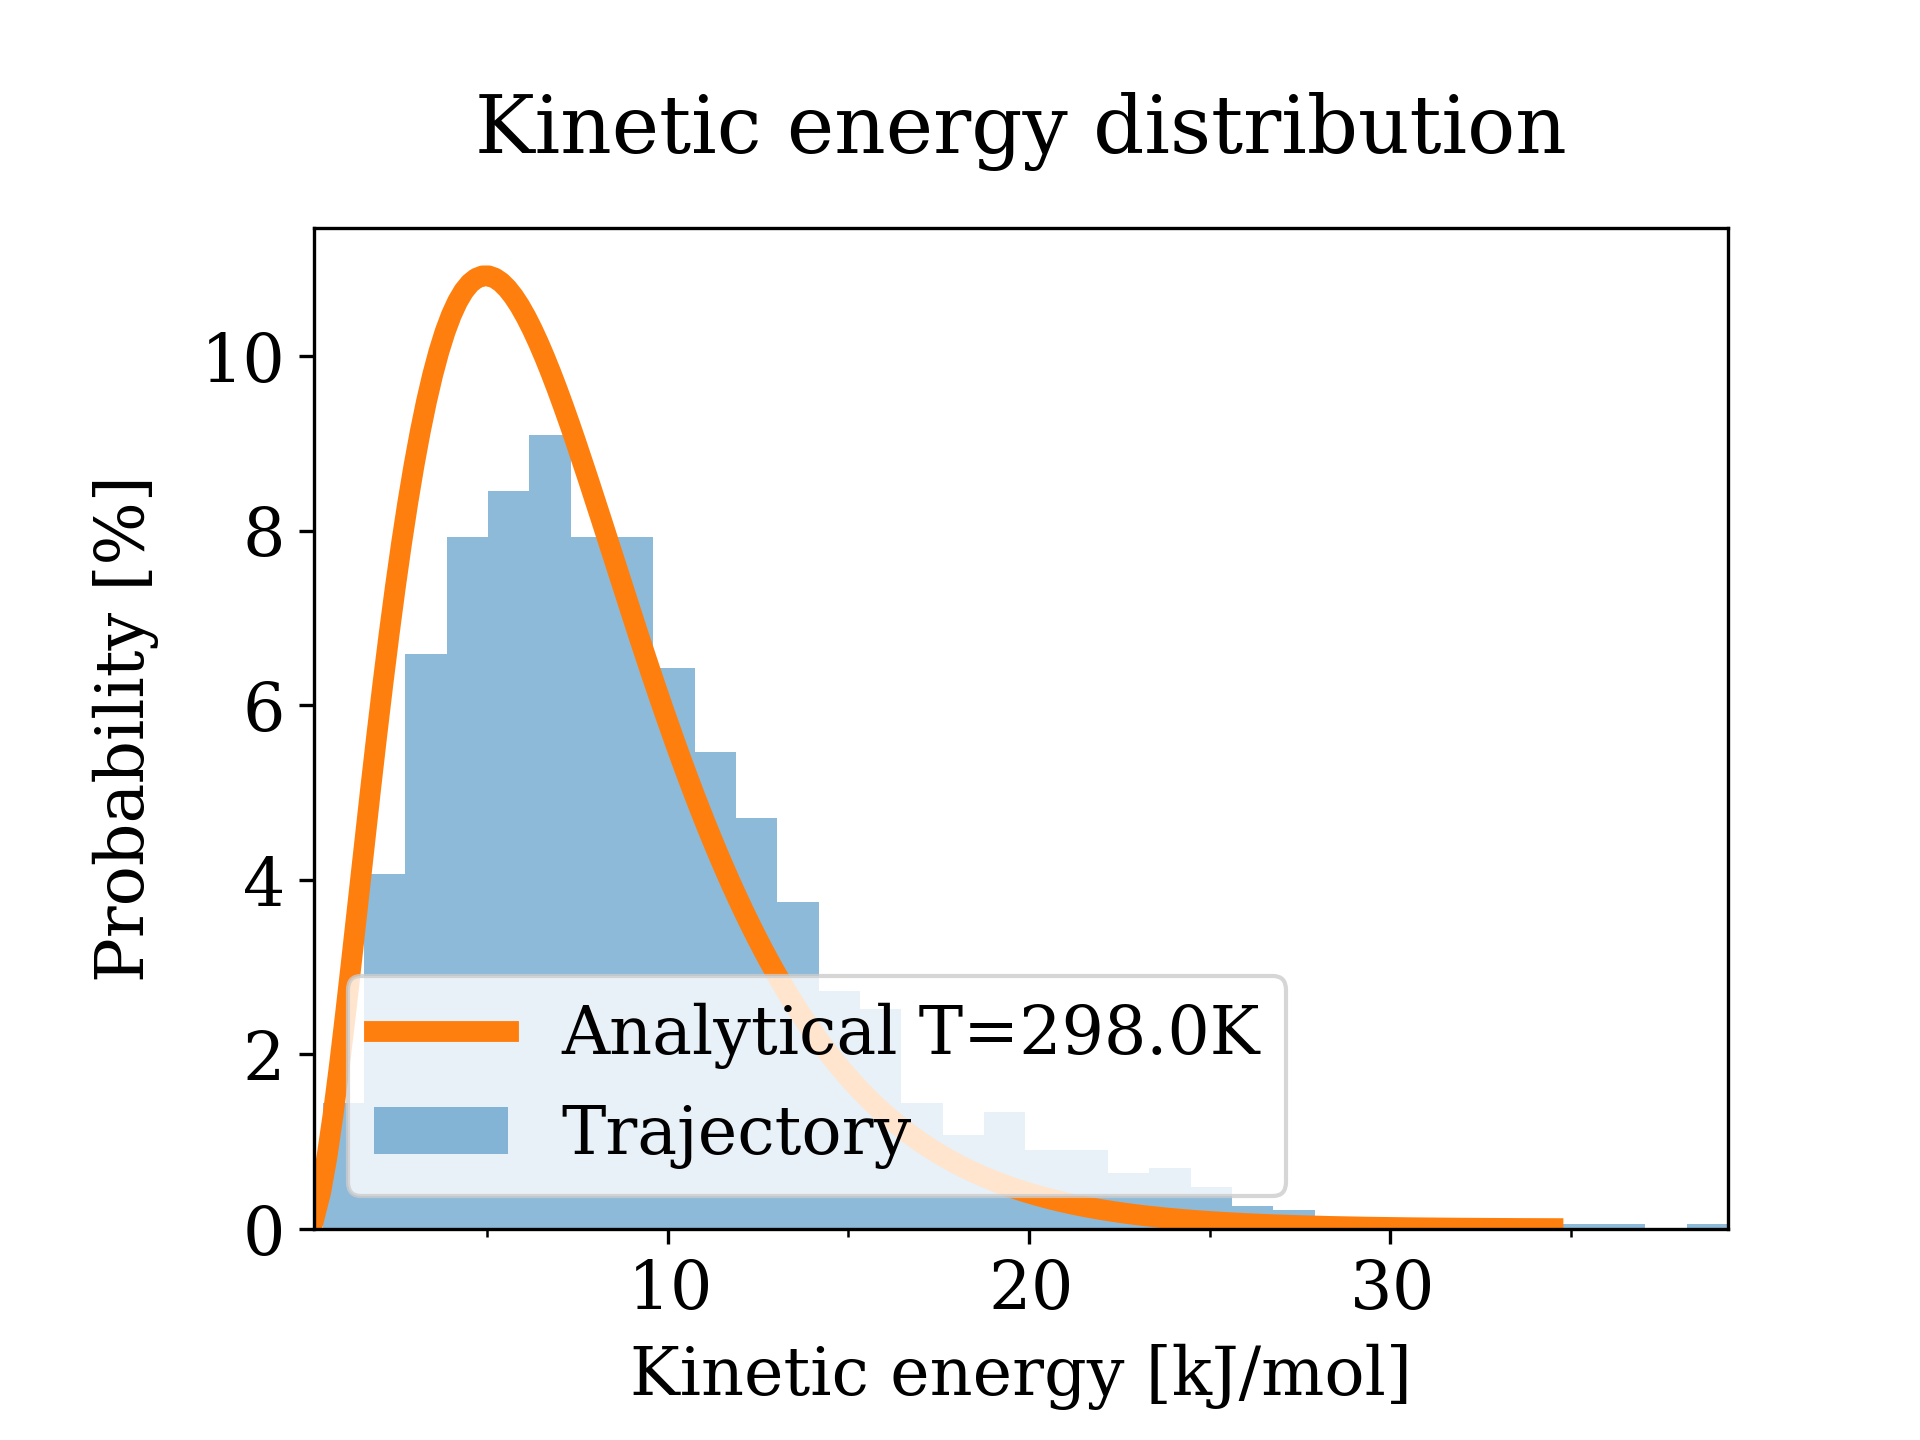 Kinetic energy distribution
Probability [%]
10
8
6
4
2
0
Analytical T=298.0K
Trajectory
10 20 30
Kinetic energy [kJ/mol]